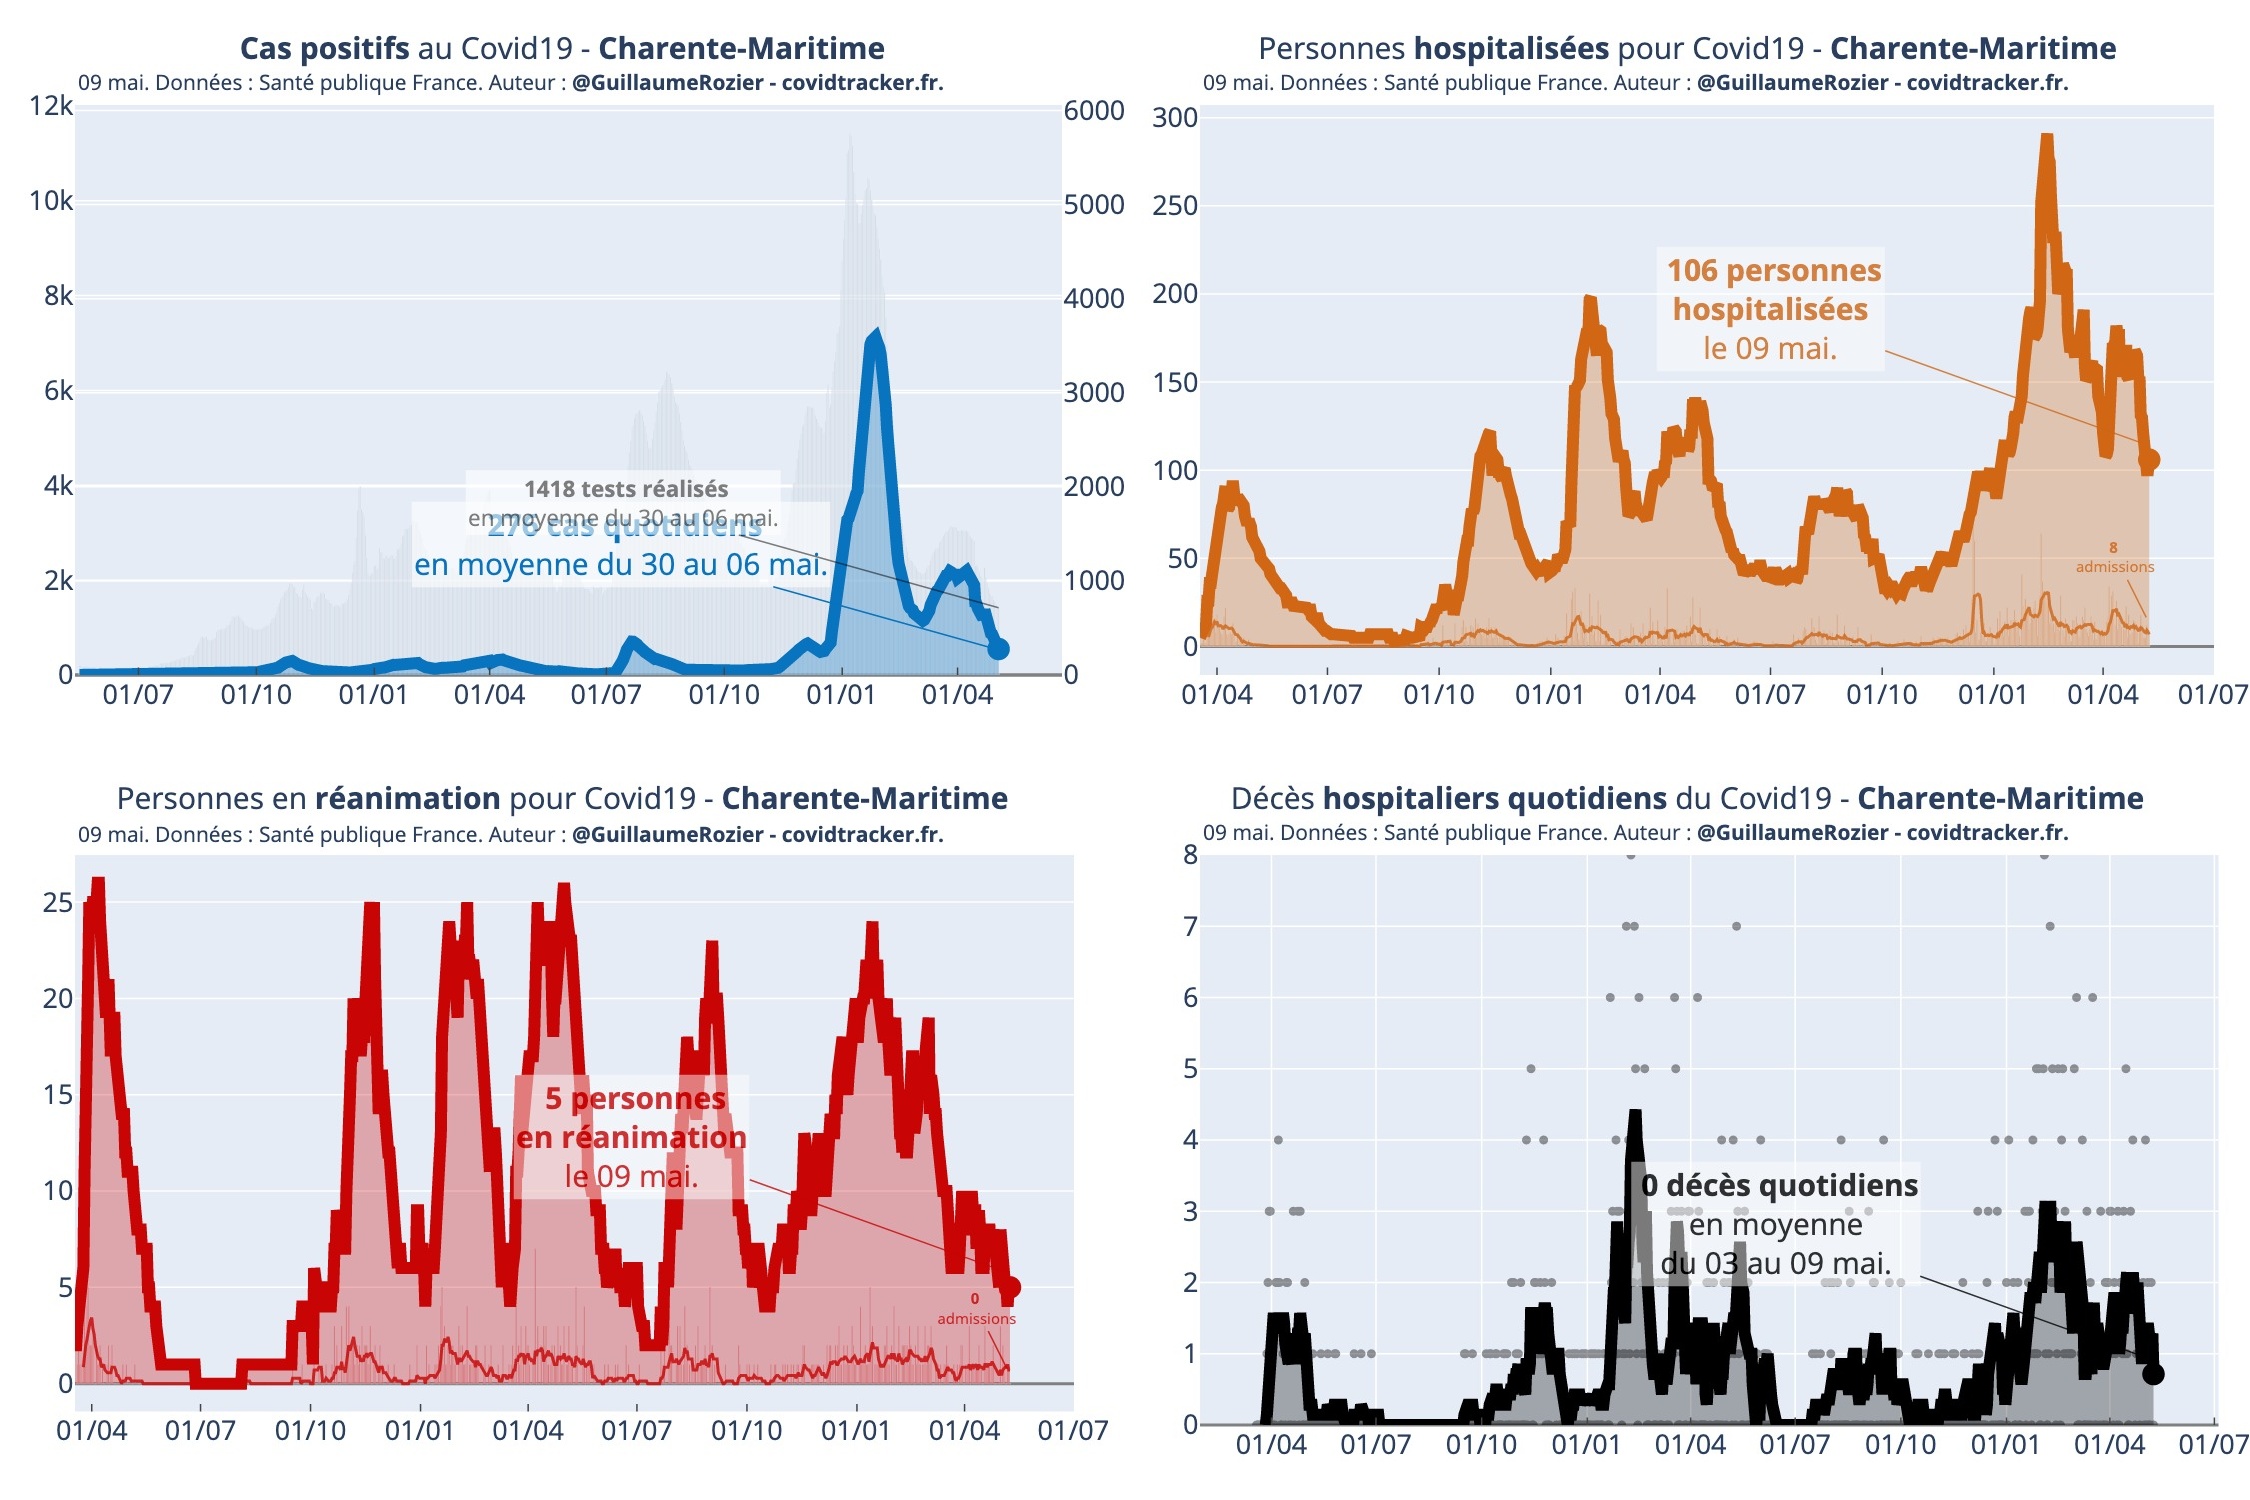 Cas positifs au Covid19 - Charente-Maritime
09 mai. Données : Santé publique France. Auteur : @GuillaumeRozier - covidtracker.fr.
12k
10k
8k
6k
4k
2k
0
6000
5000
4000
3000
2000
1000
0
1418 tests réalisés
en moyenne du 30 au 06 mai.
276 cas quotidiens
en moyenne du 30 au 06 mai.
01/07 01/10 01/01 01/04 01/07 01/10 01/01 01/04
Personnes hospitalisées pour Covid19 - Charente-Maritime
09 mai. Données : Santé publique France. Auteur : @GuillaumeRozier - covidtracker.fr.
300
250
200
150
100
50
0
106 personnes
hospitalisées
le 09 mai.
8
admissions
01/04 01/07 01/10 01/01 01/04 01/07 01/10 01/01 01/04 01/07
Personnes en réanimation pour Covid19 - Charente-Maritime
09 mai. Données : Santé publique France. Auteur : @GuillaumeRozier - covidtracker.fr.
25
20
15
10
5
0
5 personnes
en réanimation
le 09 mai.
0
admissions
01/04 01/07 01/10 01/01 01/04 01/07 01/10 01/01 01/04 01/07
Décès hospitaliers quotidiens du Covid19 - Charente-Maritime
09 mai. Données : Santé publique France. Auteur : @GuillaumeRozier - covidtracker.fr.
8
7
6
5
4
3
2
1
0
0 décès quotidiens
en moyenne
du 03 au 09 mai.
01/04 01/07 01/10 01/01 01/04 01/07 01/10 01/01 01/04 01/07